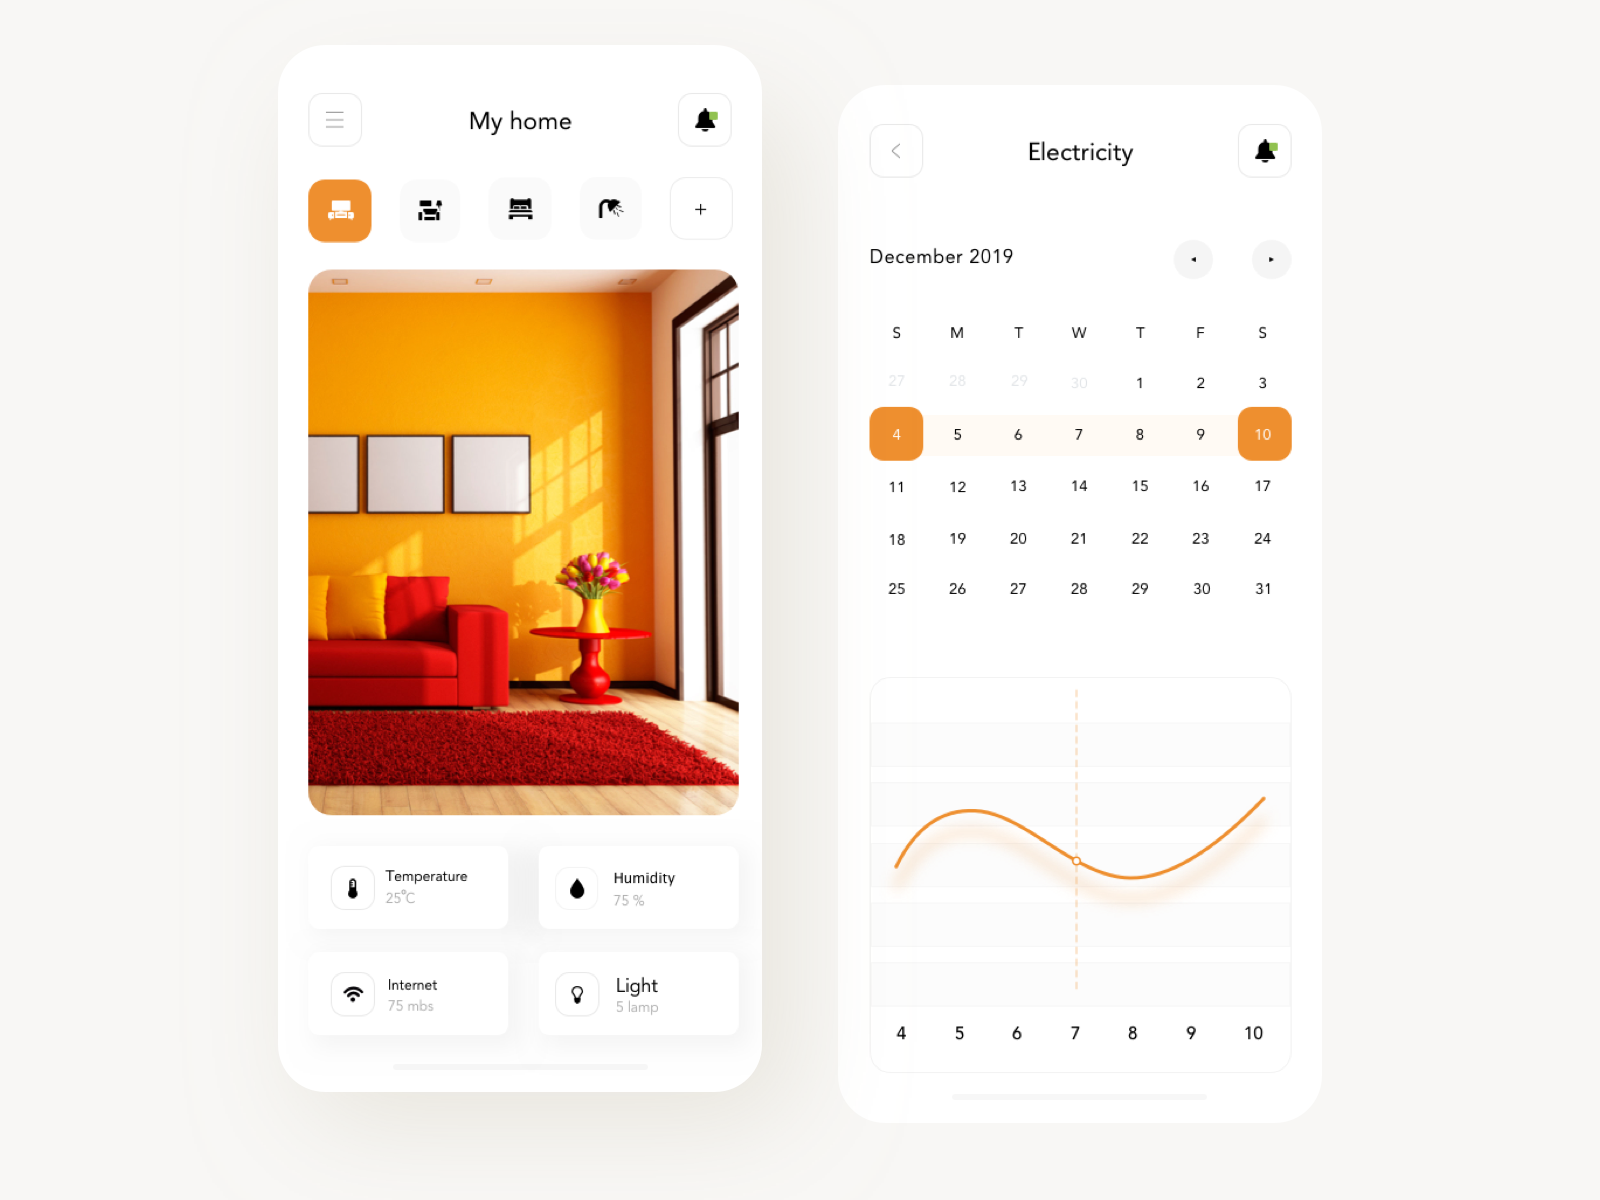 My home
Temperature
25°C
Humidity
75 %
Internet
75 mbs
Light
5 lamp
Electricity
December 2019
S M T W T F S
27 28 29 30 1 2 3
4 5 6 7 8 9 10
11 12 13 14 15 16 17
18 19 20 21 22 23 24
25 26 27 28 29 30 31
4 5 6 7 8 9 10